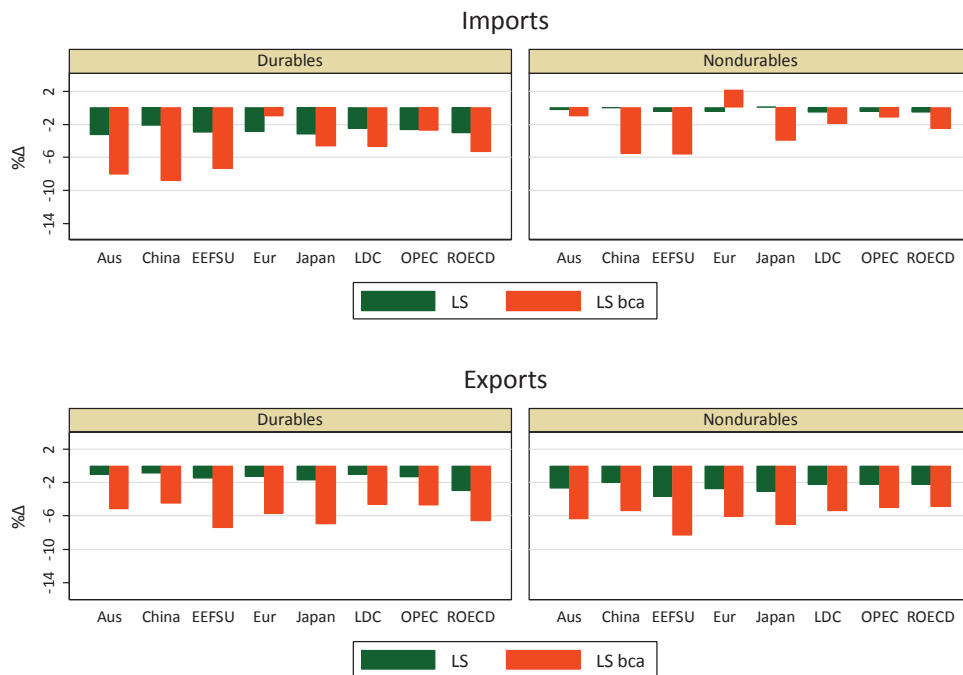 Imports
Durables Nondurables
2
-2
-6
-10
-14
%Δ
Aus China EEFSU Eur Japan LDC OPEC ROECD Aus China EEFSU Eur Japan LDC OPEC ROECD
LS LS bca
Exports
Durables Nondurables
2
-2
-6
-10
-14
%Δ
Aus China EEFSU Eur Japan LDC OPEC ROECD Aus China EEFSU Eur Japan LDC OPEC ROECD
LS LS bca